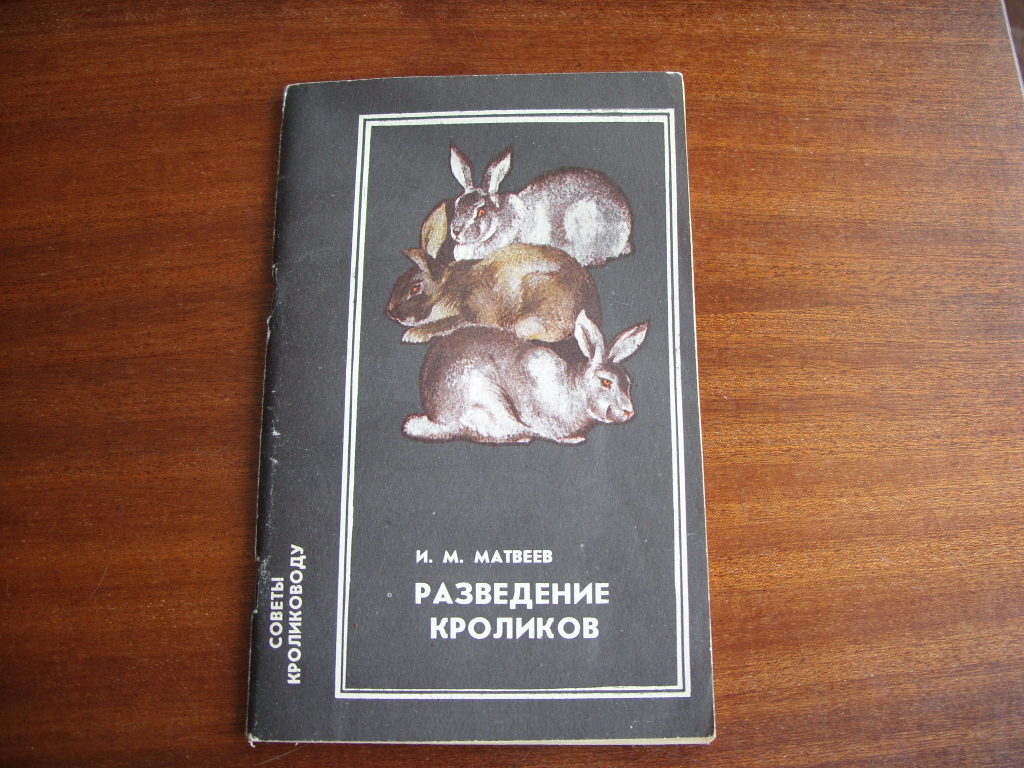 И. М. МАТВЕЕВ
РАЗВЕДЕНИЕ
КРОЛИКОВ
СОВЕТЫ
КРОЛИКОВОДУ